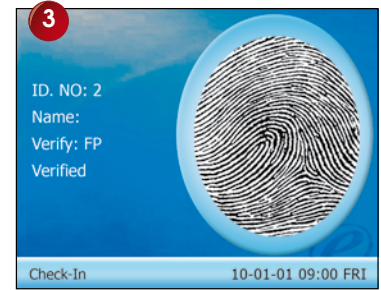 3
ID. NO: 2
Name:
Verify: FP
Verified
Check-In 10-01-01 09:00 FRI